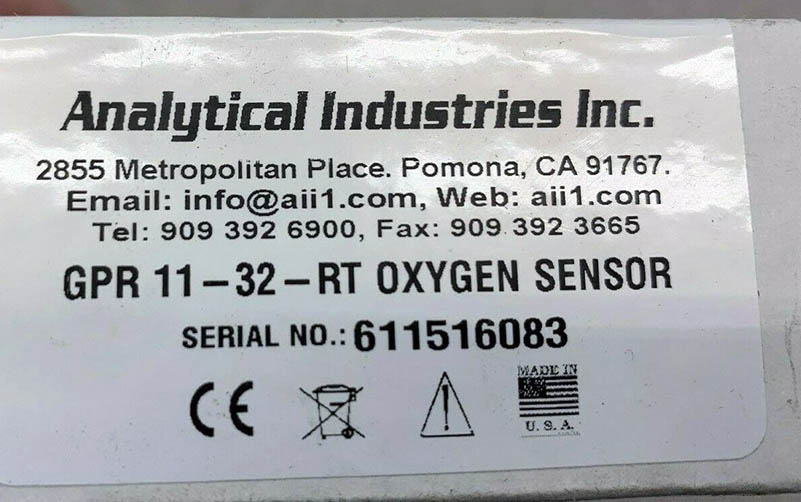 Analytical Industries Inc.
2855 Metropolitan Place. Pomona, CA 91767.
Email: info@aii1.com, Web: aii1.com
Tel: 909 392 6900, Fax: 909 392 3665
GPR 11-32-RT OXYGEN SENSOR
SERIAL NO.: 611516083
CE
MADE IN
U. S. A.